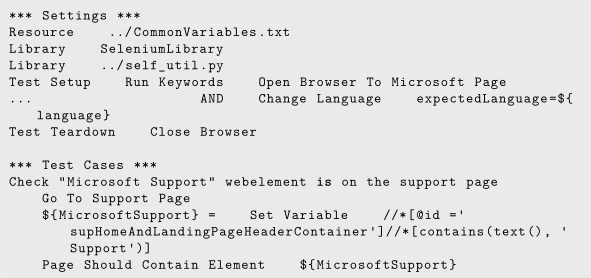 *** Settings ***
Resource    ../CommonVariables.txt
Library    SeleniumLibrary
Library    ../self_util.py
Test Setup    Run Keywords    Open Browser To Microsoft Page
...                 AND    Change Language    expectedLanguage=${
language}
Test Teardown    Close Browser

*** Test Cases ***
Check "Microsoft Support" webelement is on the support page
    Go To Support Page
    ${MicrosoftSupport} =    Set Variable    //*[@id ='
        supHomeAndLandingPageHeaderContainer']//*[contains(text(), '
        Support')]
    Page Should Contain Element    ${MicrosoftSupport}